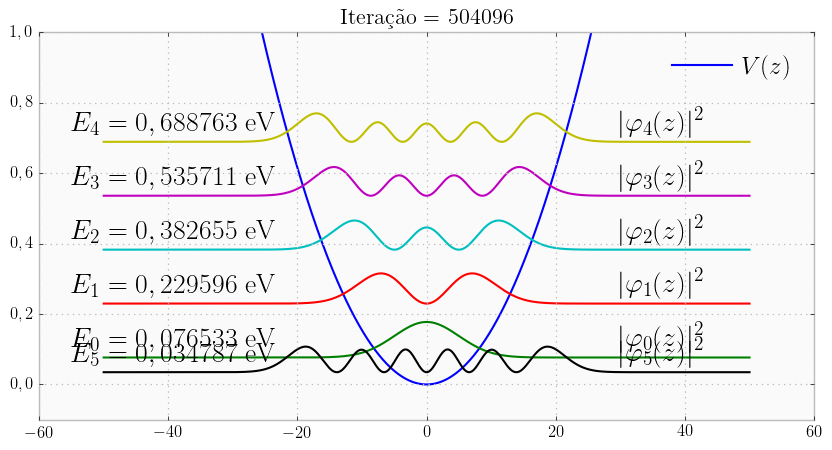 Iteração = 504096
1,0
V(z)
0,8
E₄ = 0,688763 eV |φ₄(z)|²
0,6
E₃ = 0,535711 eV |φ₃(z)|²
0,4
E₂ = 0,382655 eV |φ₂(z)|²
E₁ = 0,229596 eV |φ₁(z)|²
0,2
E₀ = 0,076533 eV |φ₀(z)|²
E₅ = 0,034787 eV |φ₅(z)|²
0,0
−60 −40 −20 0 20 40 60